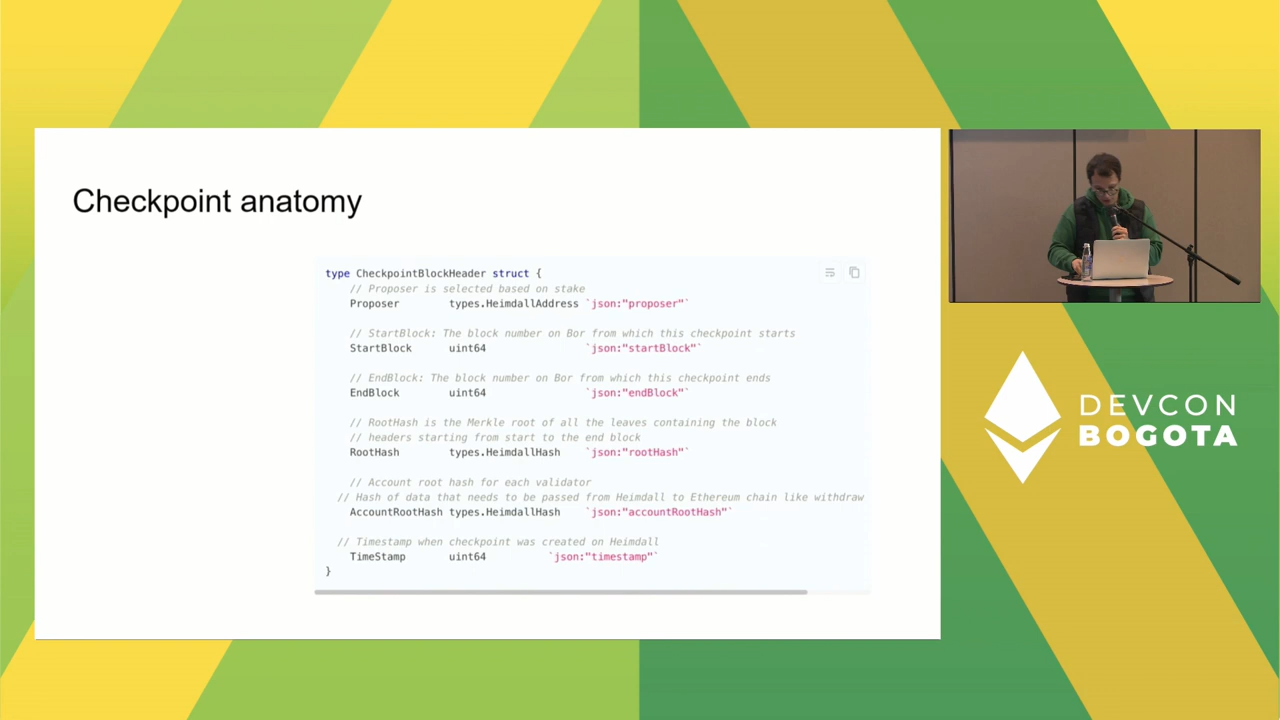 Checkpoint anatomy
type CheckpointBlockHeader struct {
// Proposer is selected based on stake
Proposer types.HeimdallAddress `json:"proposer"`
// StartBlock: The block number on Bor from which this checkpoint starts
StartBlock uint64 `json:"startBlock"`
// EndBlock: The block number on Bor from which this checkpoint ends
EndBlock uint64 `json:"endBlock"`
// RootHash is the Merkle root of all the leaves containing the block
// headers starting from start to the end block
RootHash types.HeimdallHash `json:"rootHash"`
// Account root hash for each validator
// Hash of data that needs to be passed from Heimdall to Ethereum chain like withdraw
AccountRootHash types.HeimdallHash `json:"accountRootHash"`
// Timestamp when checkpoint was created on Heimdall
TimeStamp uint64 `json:"timestamp"`
}
DEVCON
BOGOTA